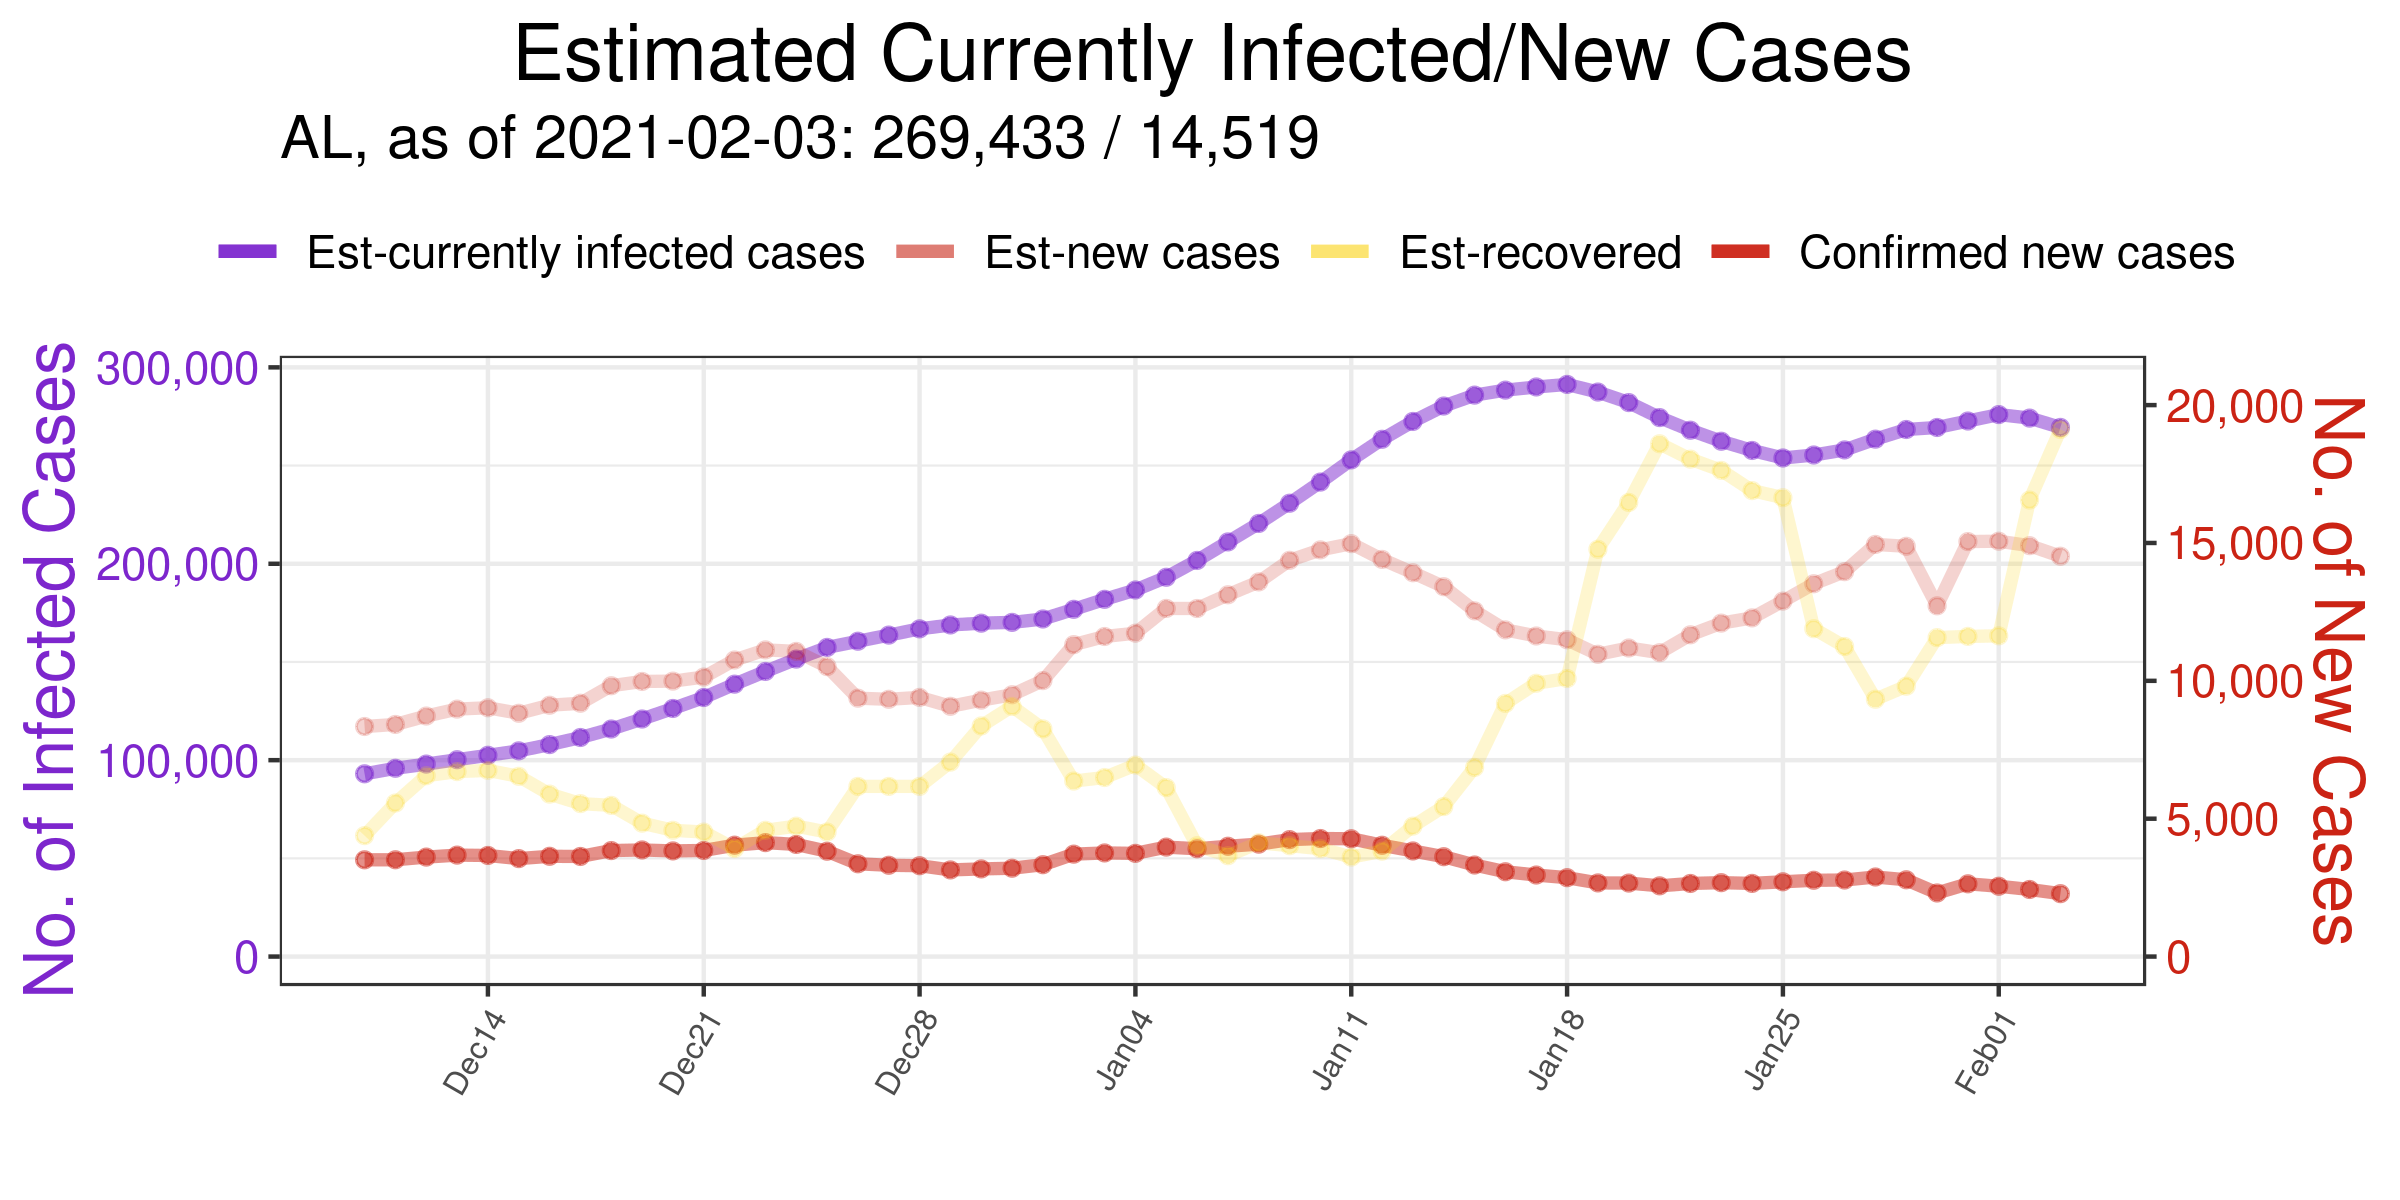 Estimated Currently Infected/New Cases
AL, as of 2021-02-03: 269,433 / 14,519
Est-currently infected cases Est-new cases Est-recovered Confirmed new cases
No. of Infected Cases
300,000
200,000
100,000
0
20,000
15,000
10,000
5,000
0
No. of New Cases
Dec14 Dec21 Dec28 Jan04 Jan11 Jan18 Jan25 Feb01